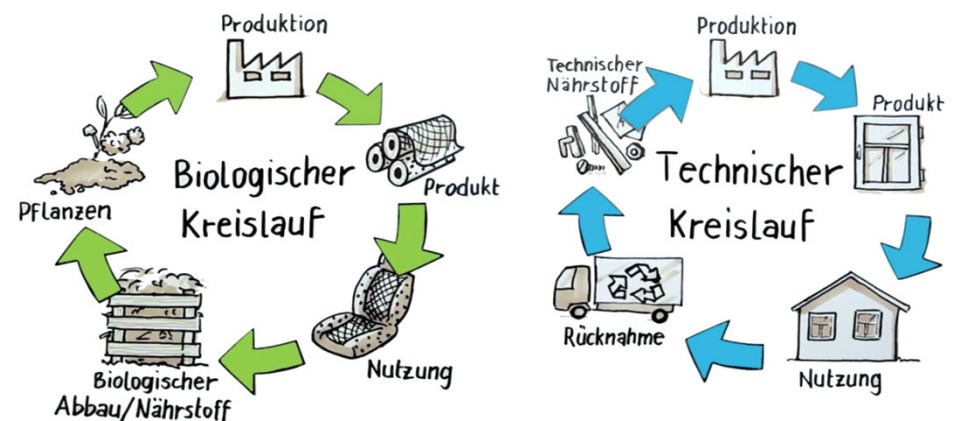 Produktion
Produkt
Nutzung
Biologischer
Abbau/Nährstoff
Pflanzen
Biologischer
Kreislauf
Produktion
Produkt
Nutzung
Rücknahme
Technischer
Nährstoff
Technischer
Kreislauf